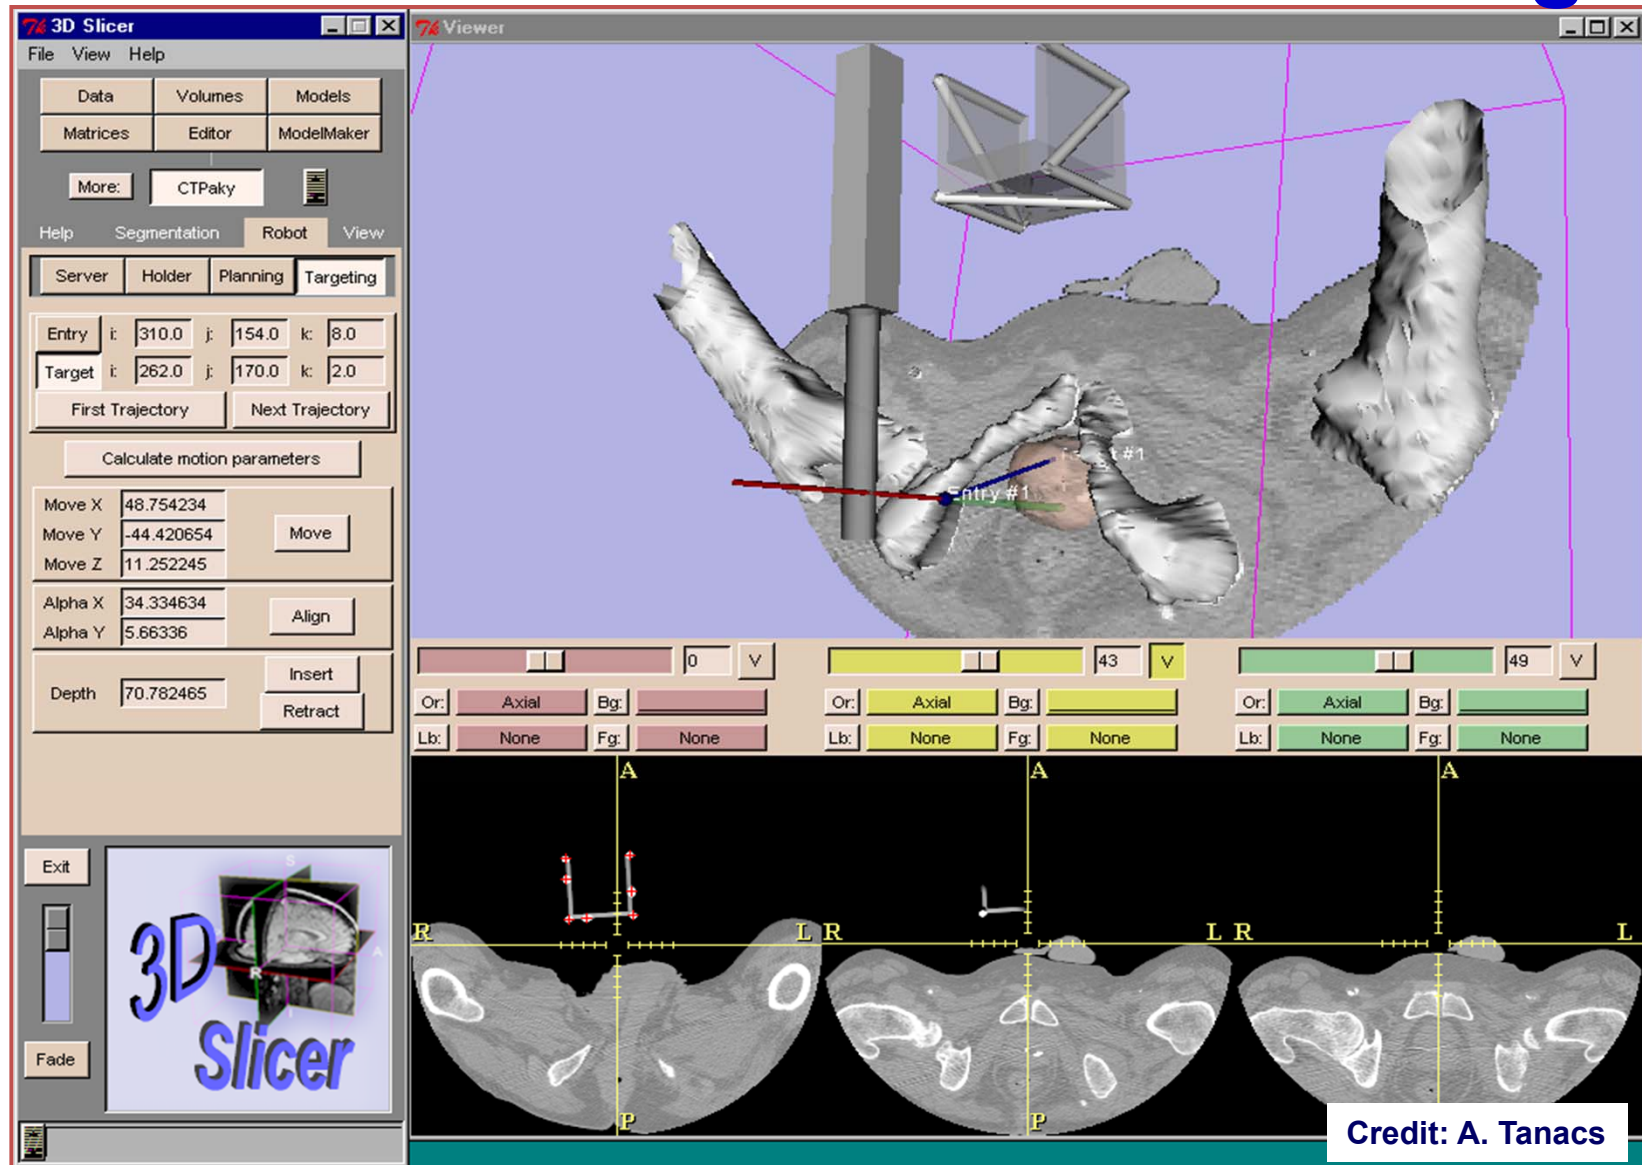 3D Slicer
File View Help
Data Volumes Models
Matrices Editor ModelMaker
More: CTPaky
Help Segmentation Robot View
Server Holder Planning Targeting
Entry i: 310.0 j: 154.0 k: 8.0
Target i: 262.0 j: 170.0 k: 2.0
First Trajectory Next Trajectory
Calculate motion parameters
Move X 48.754234
Move Y -44.420654
Move Z 11.252245
Move
Alpha X 34.334634
Alpha Y 5.66336
Align
Depth 70.782465
Insert
Retract
Exit
Fade
S
A
R
I
3D
Slicer
Viewer
#1
Entry #1
0 V 43 V 49 V
Or: Axial Bg: Or: Axial Bg: Or: Axial Bg:
Lb: None Fg: None Lb: None Fg: None Lb: None Fg: None
A A A
R L R L R L
P P
Credit: A. Tanacs